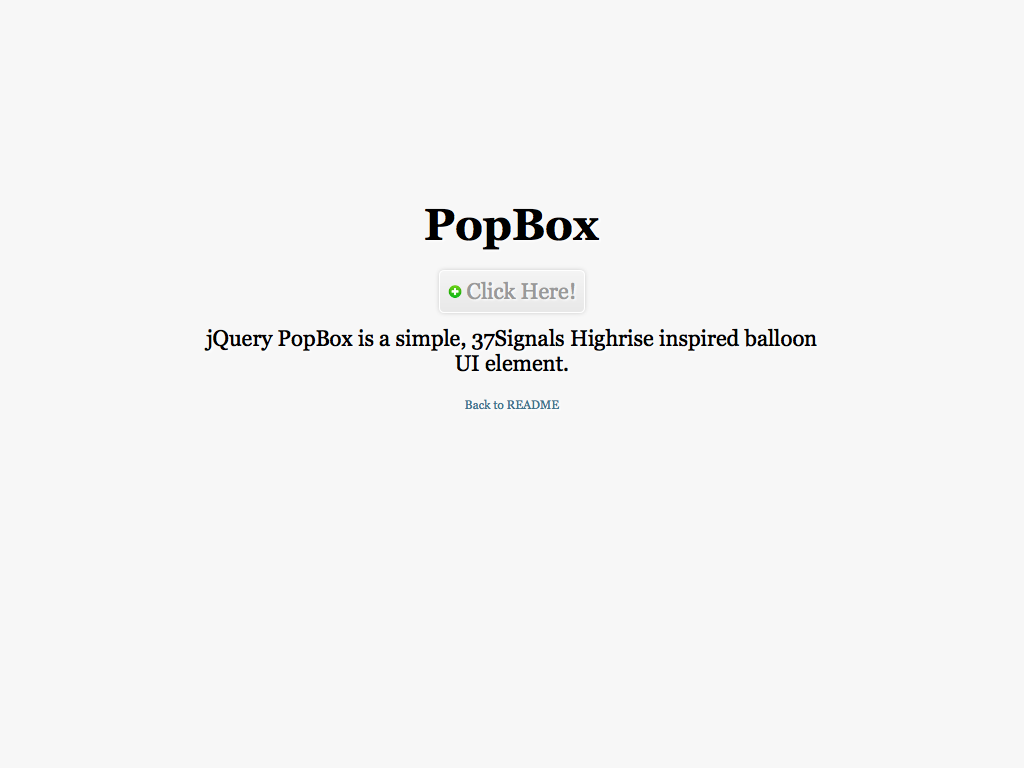 PopBox
Click Here!
jQuery PopBox is a simple, 37Signals Highrise inspired balloon
UI element.
Back to README